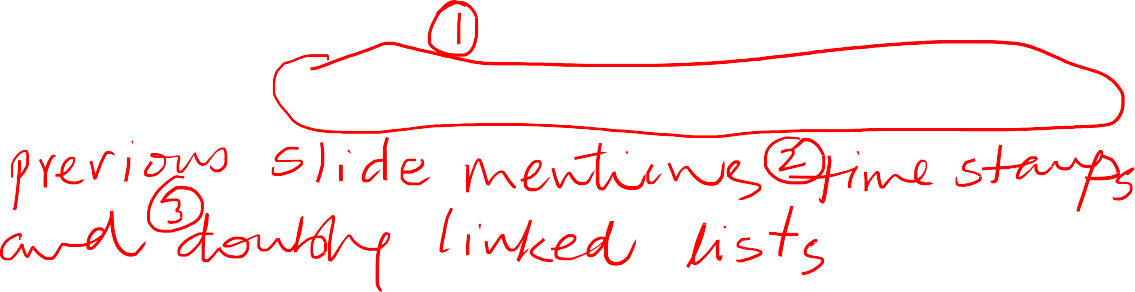 ①
previous slide mentions ② time stamps
and ③ doubly linked lists